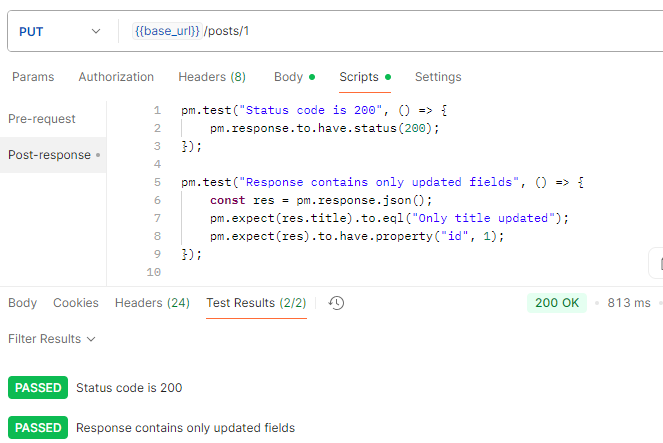 PUT {{base_url}}/posts/1
Params Authorization Headers (8) Body Scripts Settings
Pre-request
Post-response
1 pm.test("Status code is 200", () => {
2 pm.response.to.have.status(200);
3 });
4
5 pm.test("Response contains only updated fields", () => {
6 const res = pm.response.json();
7 pm.expect(res.title).to.eql("Only title updated");
8 pm.expect(res).to.have.property("id", 1);
9 });
10
Body Cookies Headers (24) Test Results (2/2) 200 OK • 813 ms •
Filter Results
PASSED Status code is 200
PASSED Response contains only updated fields